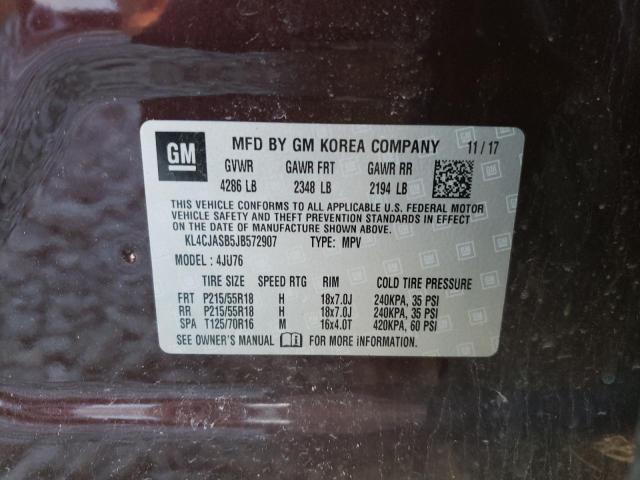 GM MFD BY GM KOREA COMPANY 11/17
GVWR GAWR FRT GAWR RR
4286 LB 2348 LB 2194 LB
THIS VEHICLE CONFORMS TO ALL APPLICABLE U.S. FEDERAL MOTOR
VEHICLE SAFETY AND THEFT PREVENTION STANDARDS IN EFFECT
ON THE DATE OF MANUFACTURE SHOWN ABOVE.
KL4CJASB5JB572907 TYPE: MPV
MODEL: 4JU76
TIRE SIZE SPEED RTG RIM COLD TIRE PRESSURE
FRT P215/55R18 H 18x7.0J 240KPA, 35 PSI
RR P215/55R18 H 18x7.0J 240KPA, 35 PSI
SPA T125/70R16 M 16x4.0T 420KPA, 60 PSI
SEE OWNER'S MANUAL FOR MORE INFORMATION